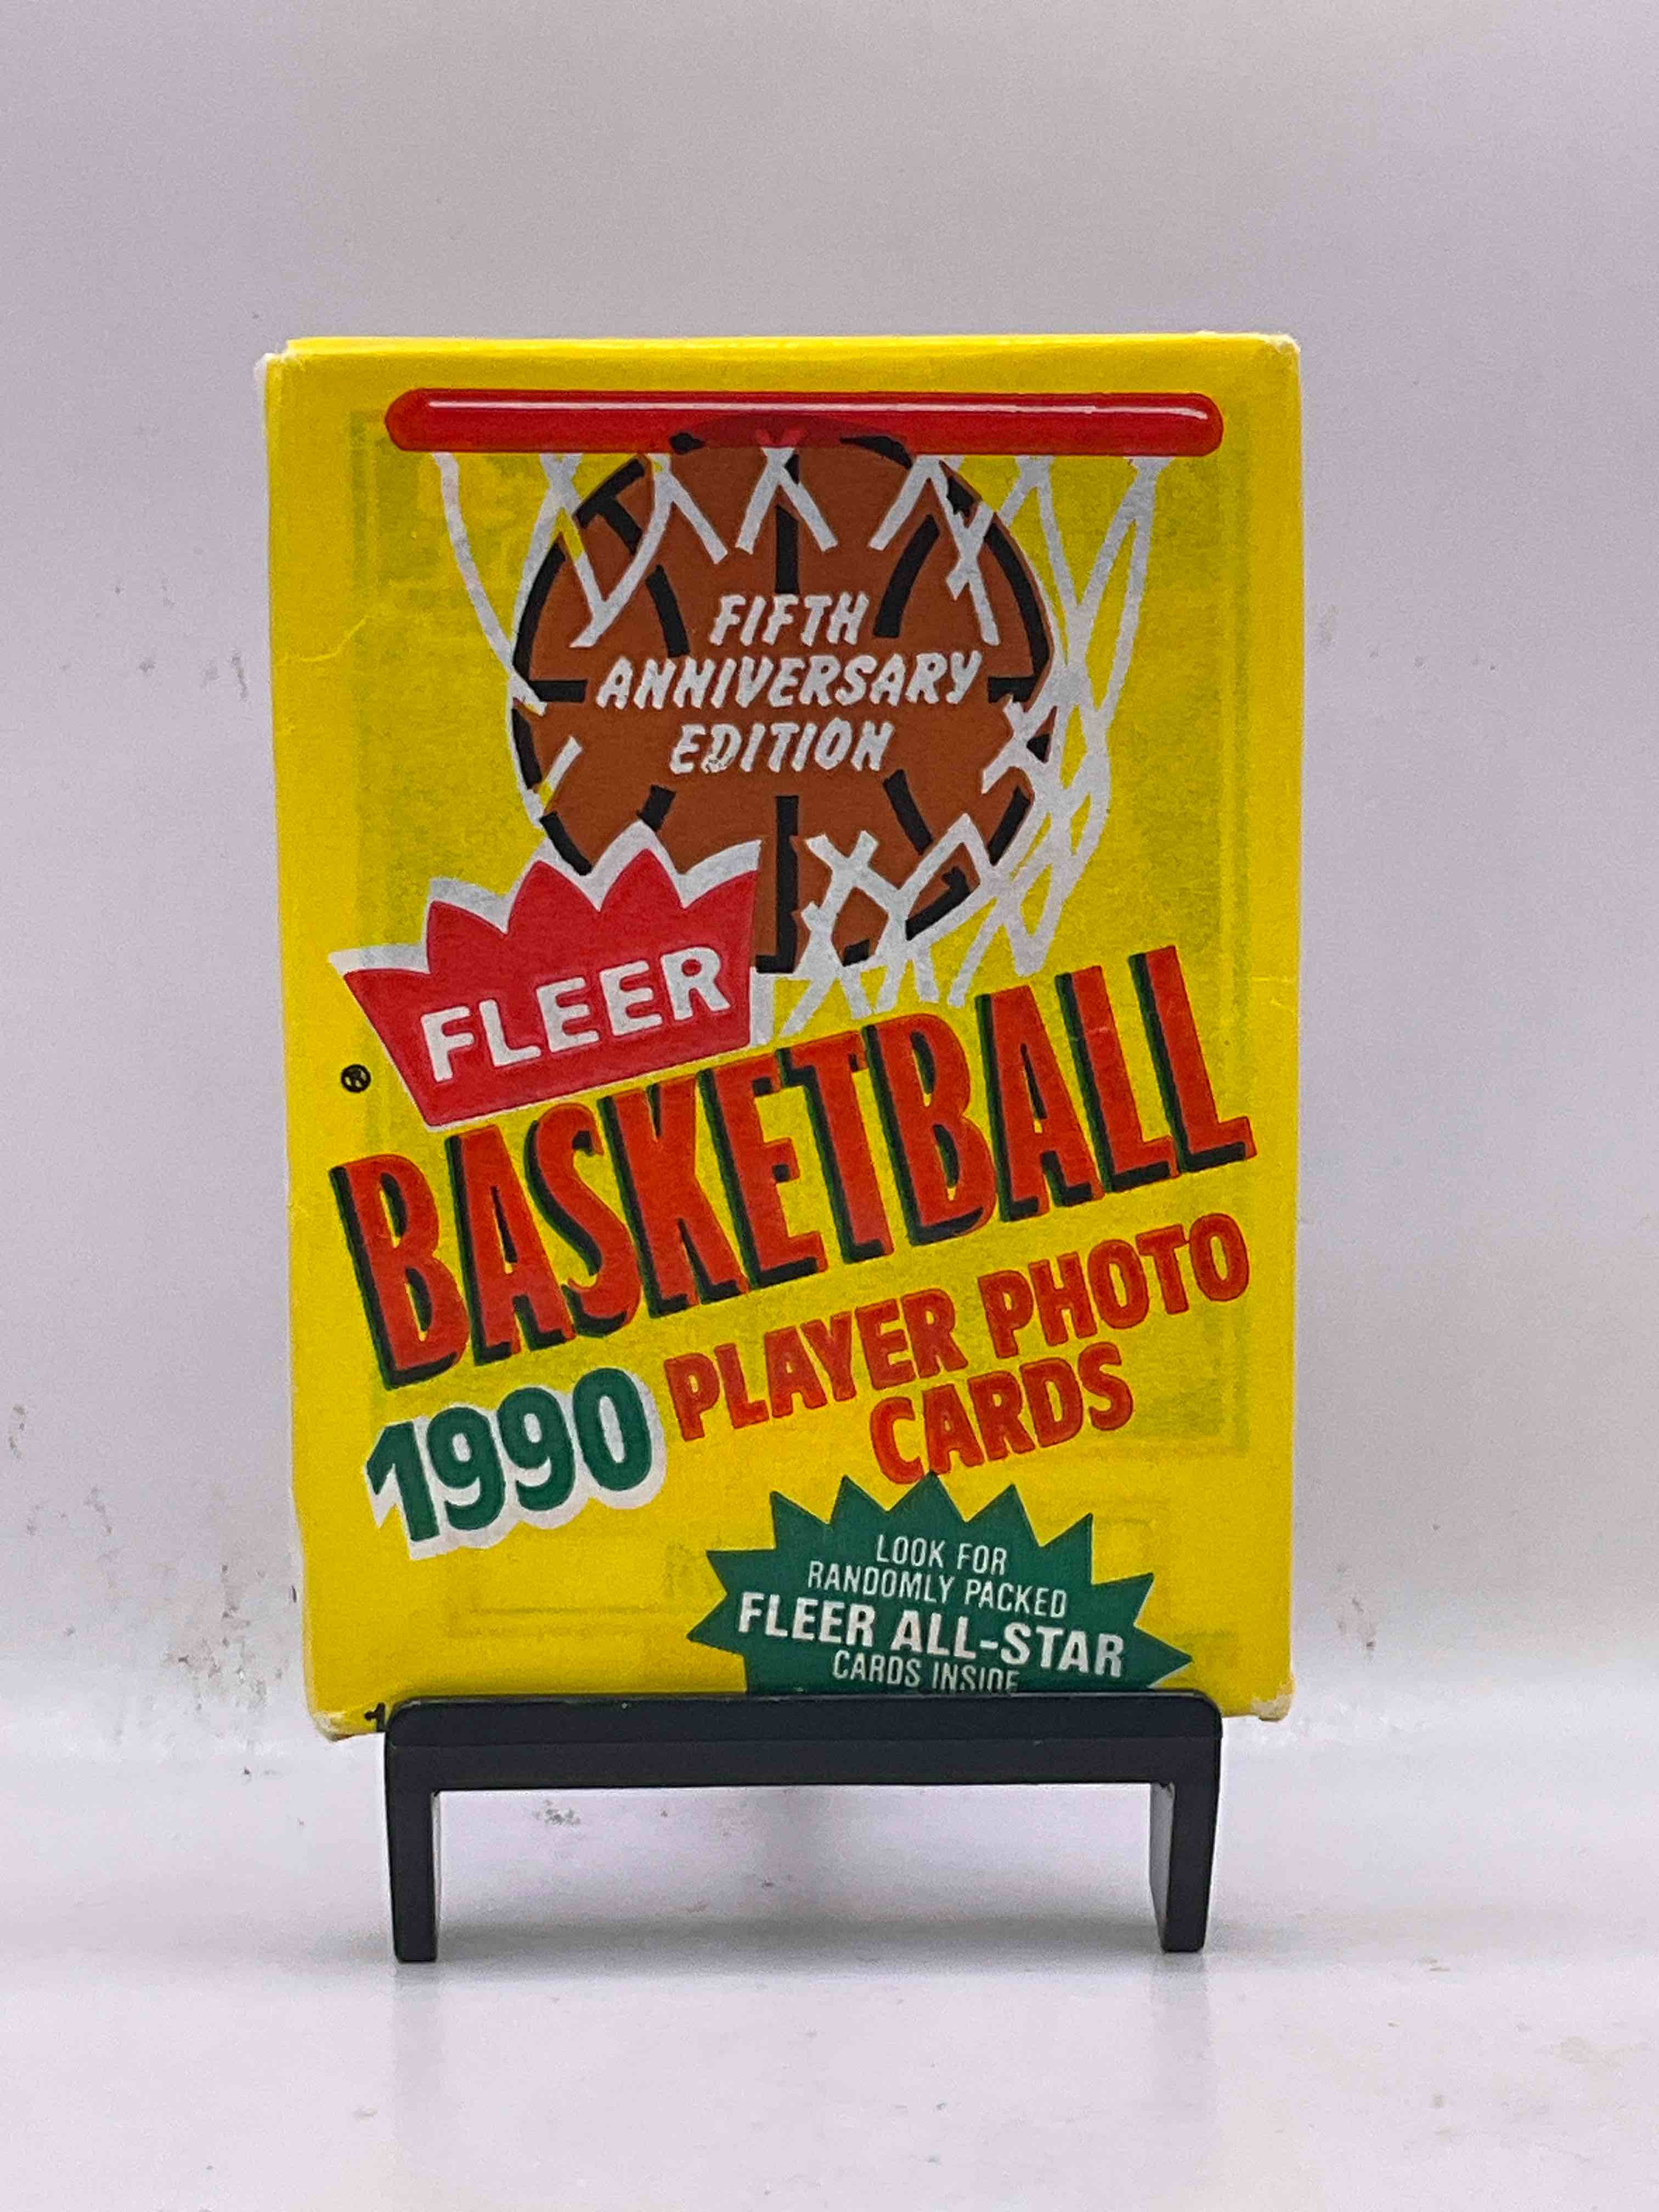 FIFTH
ANNIVERSARY
EDITION
FLEER
®
BASKETBALL
1990 PLAYER PHOTO
CARDS
LOOK FOR
RANDOMLY PACKED
FLEER ALL-STAR
CARDS INSIDE